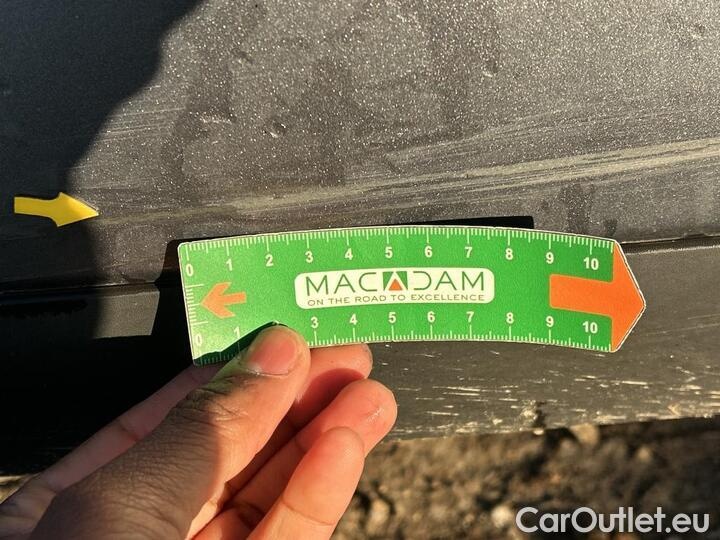 0 1 2 3 4 5 6 7 8 9 10
MACADAM
ON THE ROAD TO EXCELLENCE
0 1 3 4 5 6 7 8 9 10
CarOutlet.eu